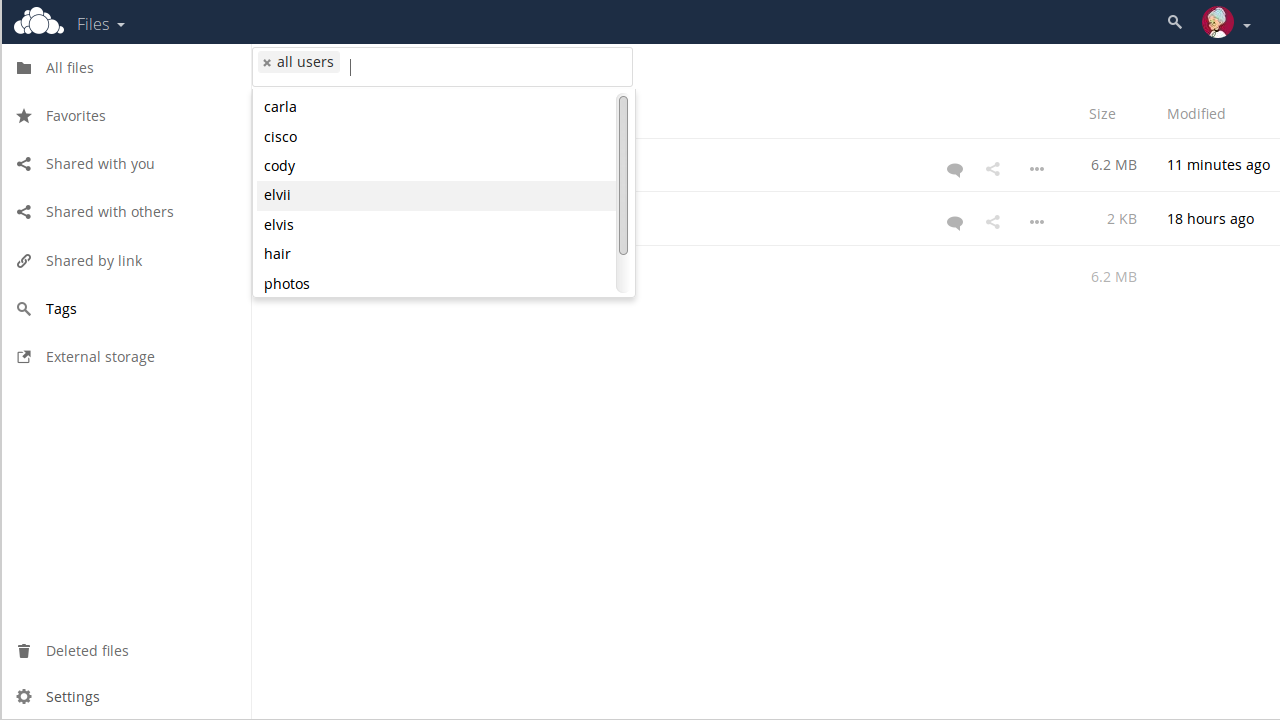 Files
All files
Favorites
Shared with you
Shared with others
Shared by link
Tags
External storage
Deleted files
Settings
all users
carla
cisco
cody
elvii
elvis
hair
photos
Size Modified
6.2 MB 11 minutes ago
2 KB 18 hours ago
6.2 MB